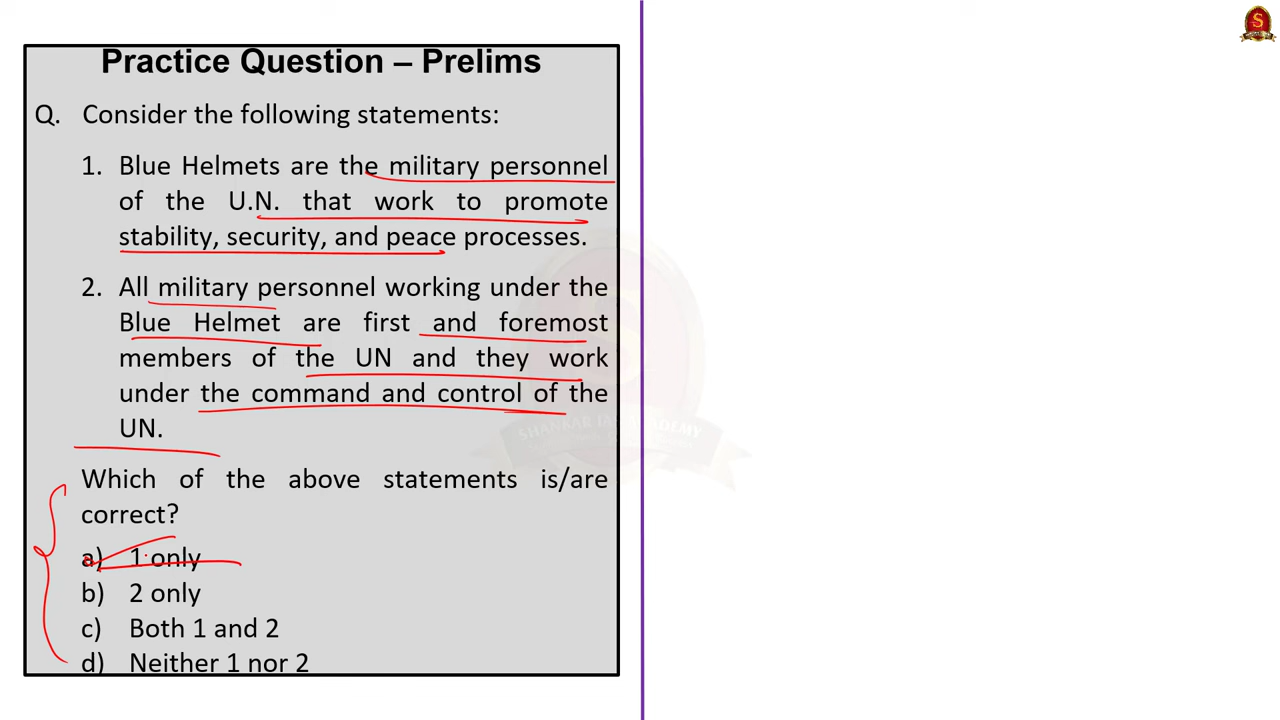 Practice Question – Prelims
Q. Consider the following statements:
1. Blue Helmets are the military personnel
of the U.N. that work to promote
stability, security, and peace processes.
2. All military personnel working under the
Blue Helmet are first and foremost
members of the UN and they work
under the command and control of the
UN.
Which of the above statements is/are
correct?
a) 1 only
b) 2 only
c) Both 1 and 2
d) Neither 1 nor 2
S
SHANKAR IAS ACADEMY